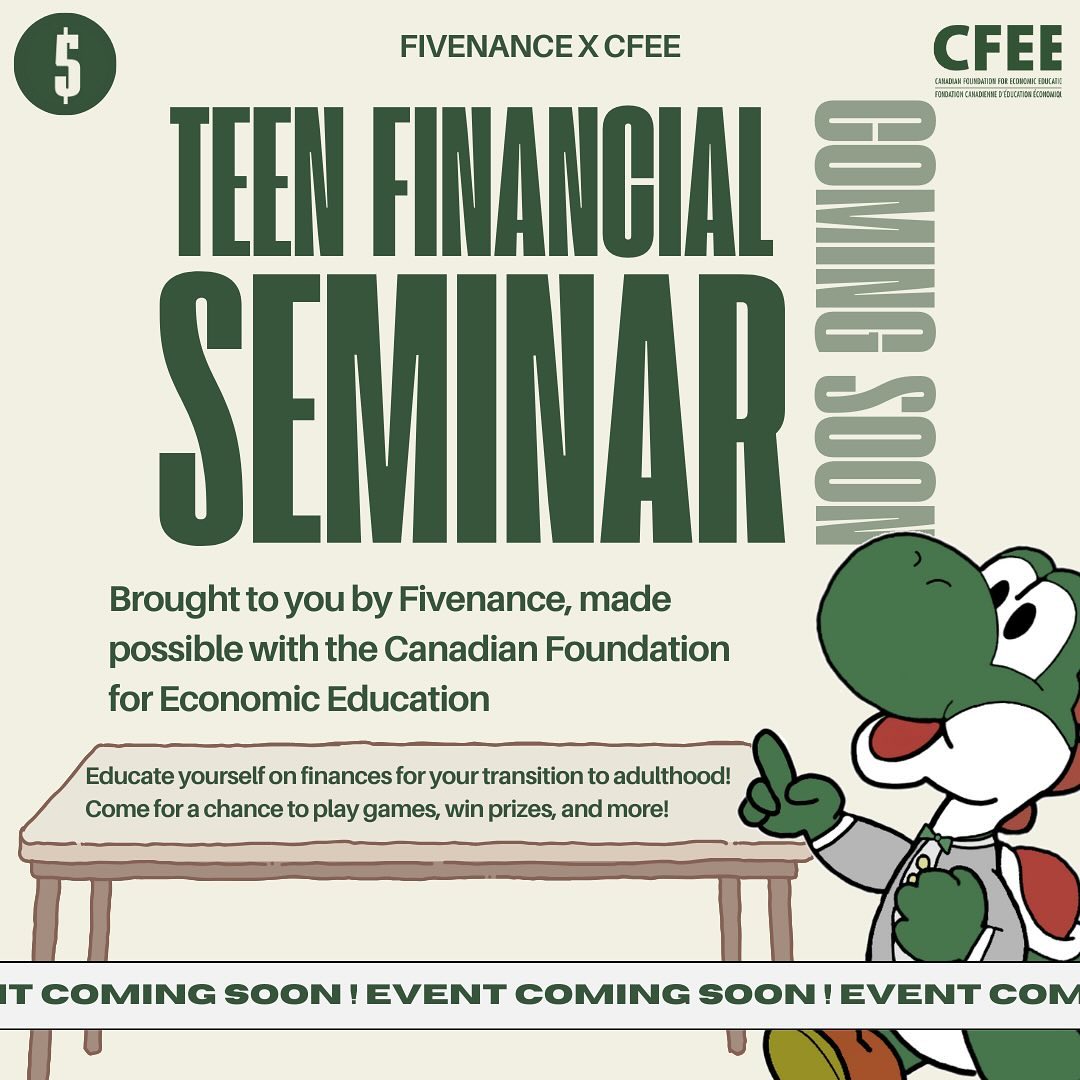 FIVENANCE X CFEE
CFEE
CANADIAN FOUNDATION FOR ECONOMIC EDUCATIO
FONDATION CANADIENNE D'ÉDUCATION ÉCONOMIQU
TEEN FINANCIAL
SEMINAR
COMING SOON
Brought to you by Fivenance, made
possible with the Canadian Foundation
for Economic Education
Educate yourself on finances for your transition to adulthood!
Come for a chance to play games, win prizes, and more!
NT COMING SOON ! EVENT COMING SOON ! EVENT COM